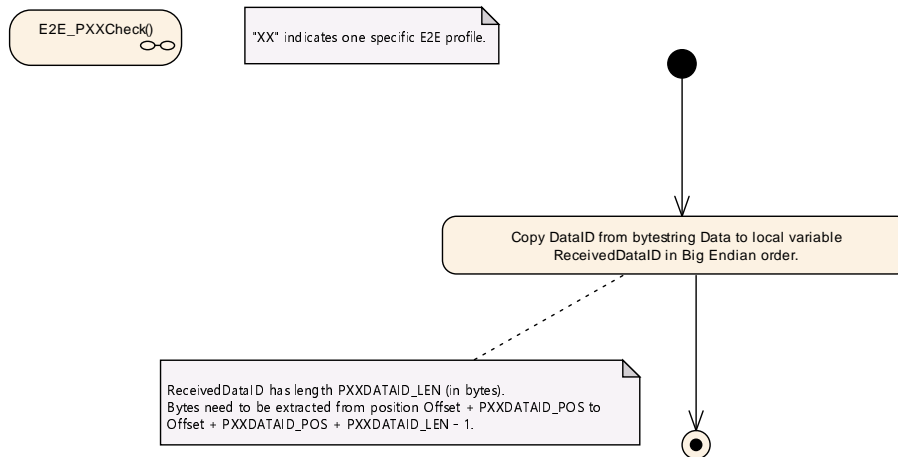 E2E_PXXCheck()
"XX" indicates one specific E2E profile.
Copy DataID from bytestring Data to local variable
ReceivedDataID in Big Endian order.
ReceivedDataID has length PXXDATAID_LEN (in bytes).
Bytes need to be extracted from position Offset + PXXDATAID_POS to
Offset + PXXDATAID_POS + PXXDATAID_LEN - 1.